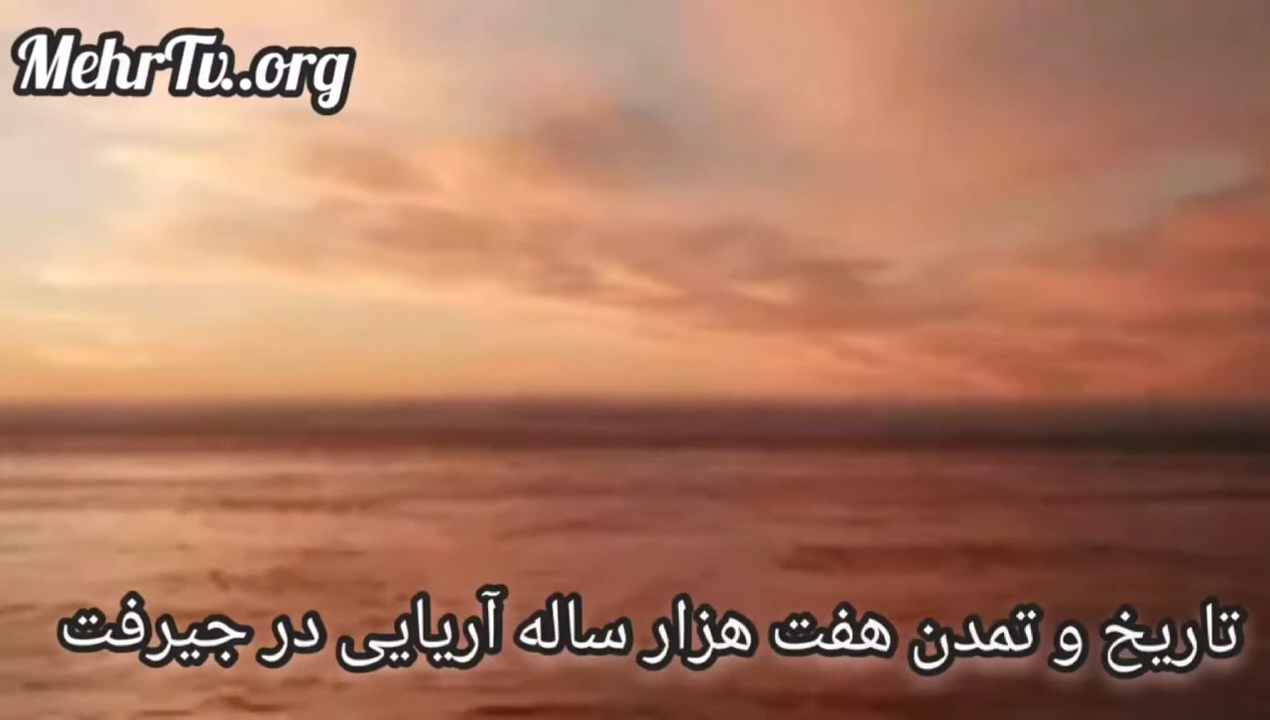 MehrTv..org
تاریخ و تمدن هفت هزار ساله آریایی در جیرفت